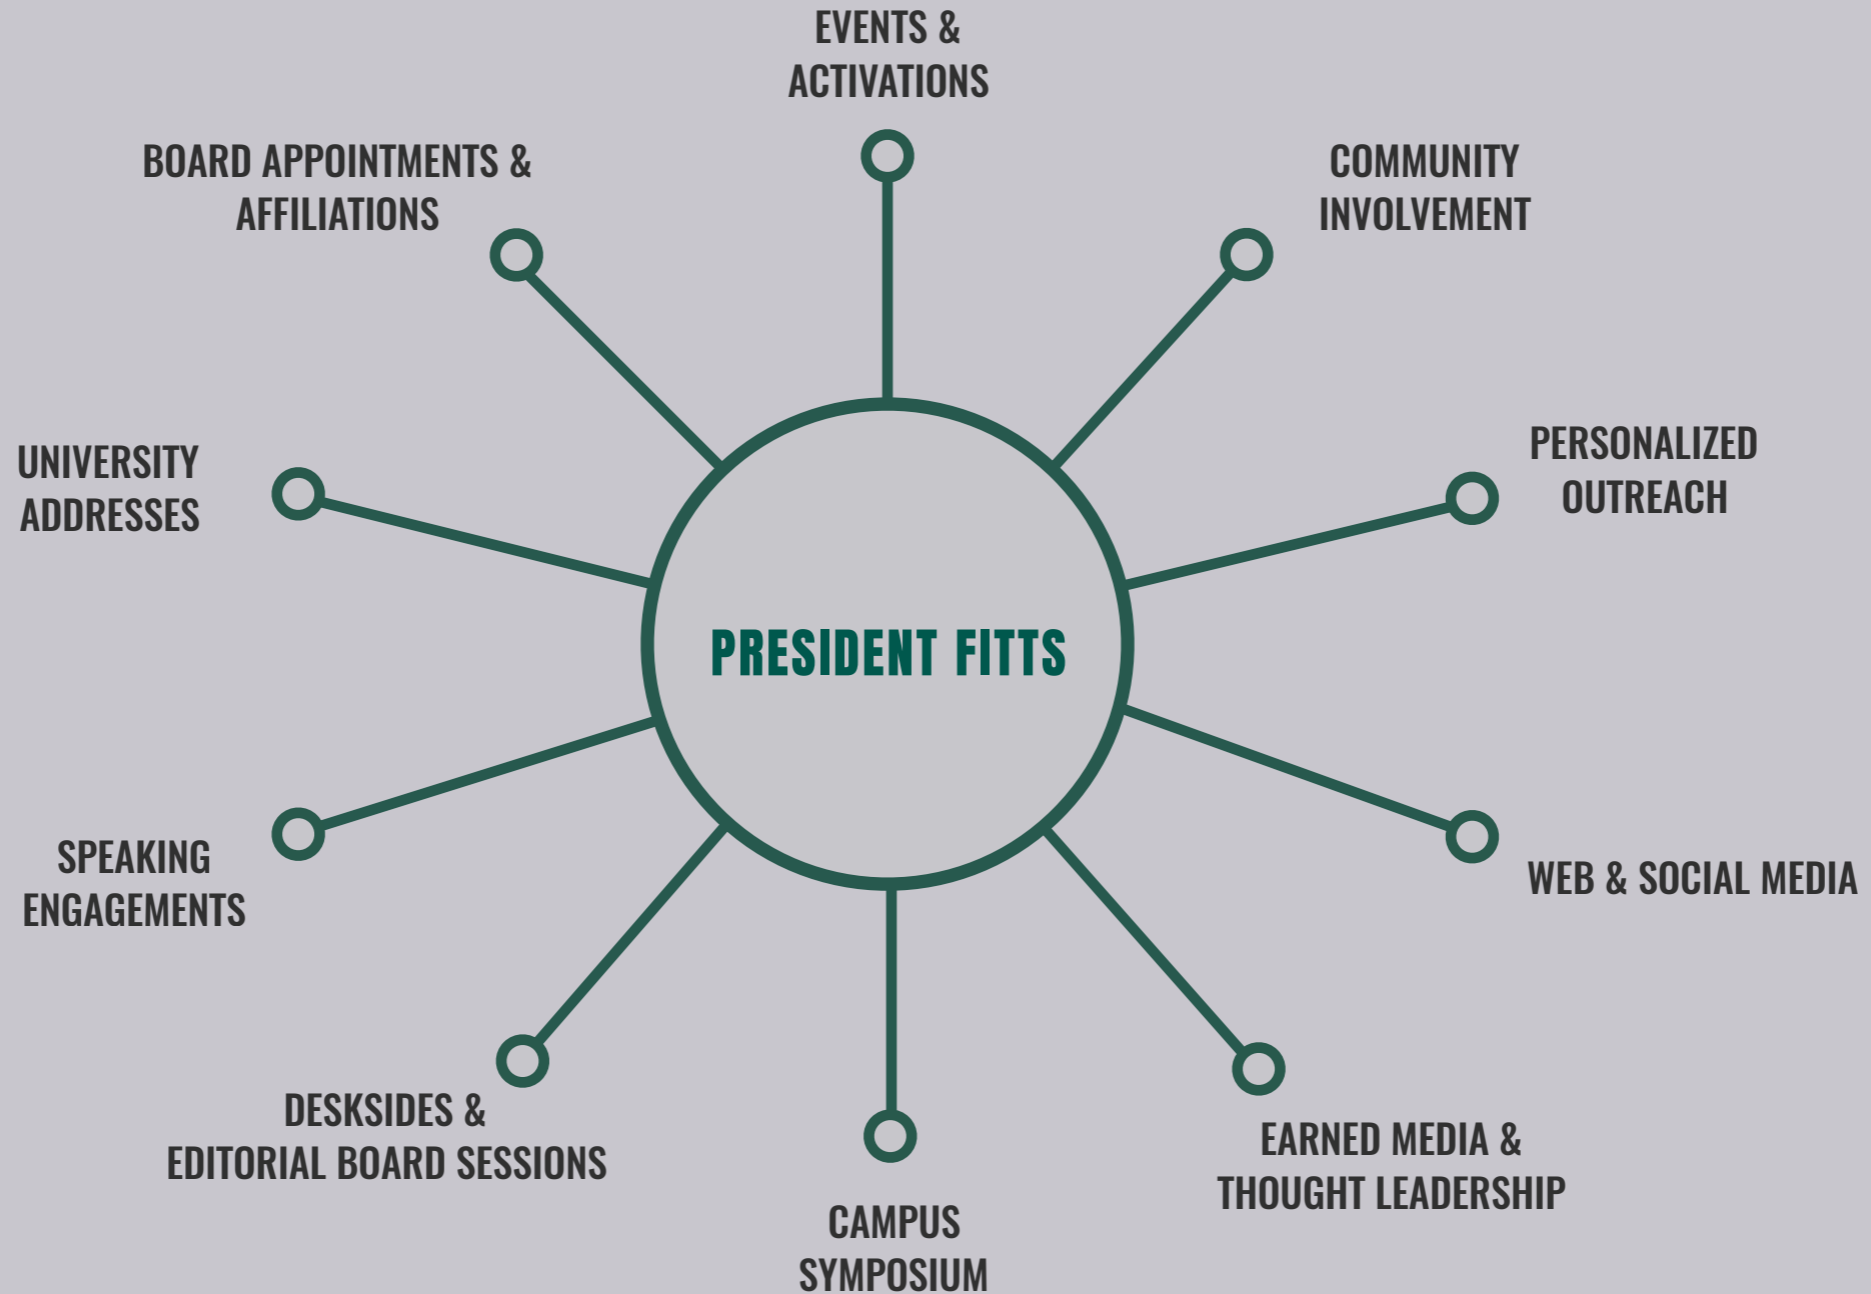 EVENTS &
ACTIVATIONS
BOARD APPOINTMENTS &
AFFILIATIONS
COMMUNITY
INVOLVEMENT
UNIVERSITY
ADDRESSES
PERSONALIZED
OUTREACH
PRESIDENT FITTS
SPEAKING
ENGAGEMENTS
WEB & SOCIAL MEDIA
DESKSIDES &
EDITORIAL BOARD SESSIONS
EARNED MEDIA &
THOUGHT LEADERSHIP
CAMPUS
SYMPOSIUM